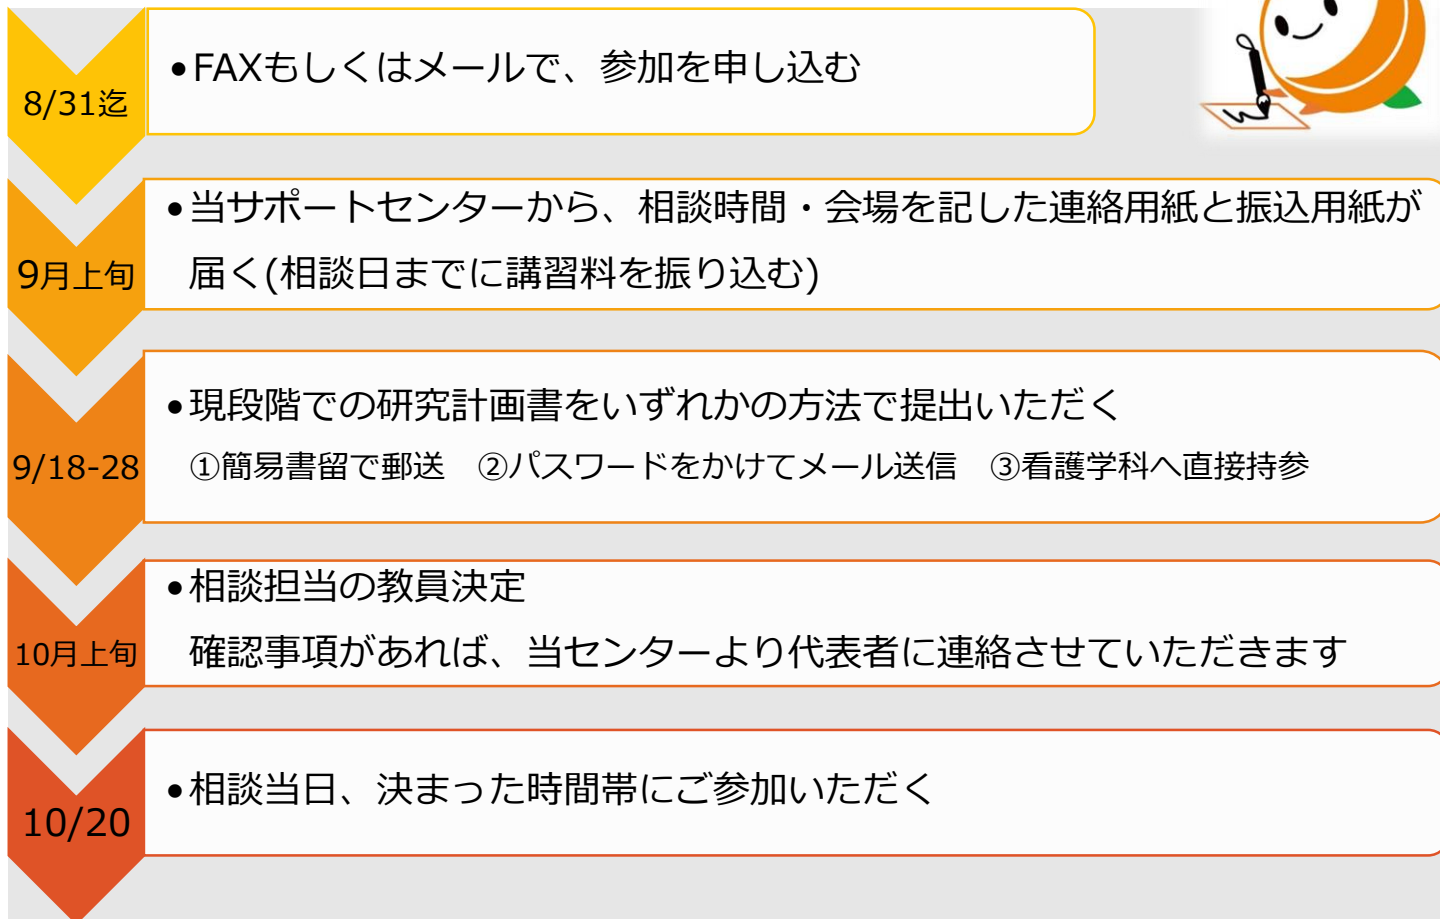 8/31迄
•FAXもしくはメールで、参加を申し込む
9月上旬
•当サポートセンターから、相談時間・会場を記した連絡用紙と振込用紙が
届く(相談日までに講習料を振り込む)
9/18-28
•現段階での研究計画書をいずれかの方法で提出いただく
①簡易書留で郵送　②パスワードをかけてメール送信　③看護学科へ直接持参
10月上旬
•相談担当の教員決定
確認事項があれば、当センターより代表者に連絡させていただきます
10/20
•相談当日、決まった時間帯にご参加いただく